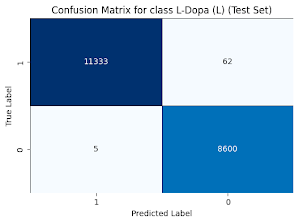 Confusion Matrix for class L-Dopa (L) (Test Set)
True Label
1
11333
62
0
5
8600
1
0
Predicted Label